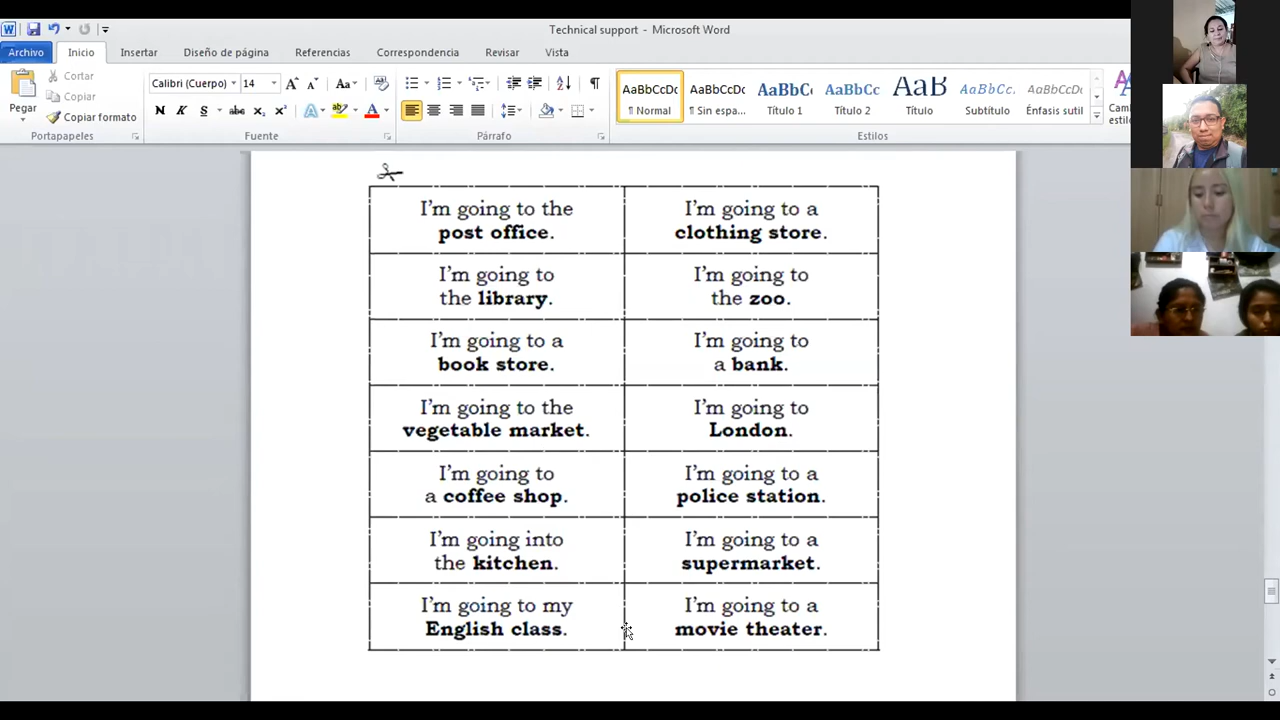 Technical support - Microsoft Word
Archivo Inicio Insertar Diseño de página Referencias Correspondencia Revisar Vista
Pegar
Cortar
Copiar
Copiar formato
Portapapeles
Calibri (Cuerpo) 14
Fuente
Párrafo
AaBbCcDc AaBbCcDc AaBbCc AaBbCc AaB AaBbCc. AaBbCcDc
¶ Normal ¶ Sin espa... Título 1 Título 2 Título Subtítulo Énfasis sutil
Estilos
I'm going to the
post office.
I'm going to a
clothing store.
I'm going to
the library.
I'm going to
the zoo.
I'm going to a
book store.
I'm going to
a bank.
I'm going to the
vegetable market.
I'm going to
London.
I'm going to
a coffee shop.
I'm going to a
police station.
I'm going into
the kitchen.
I'm going to a
supermarket.
I'm going to my
English class.
I'm going to a
movie theater.